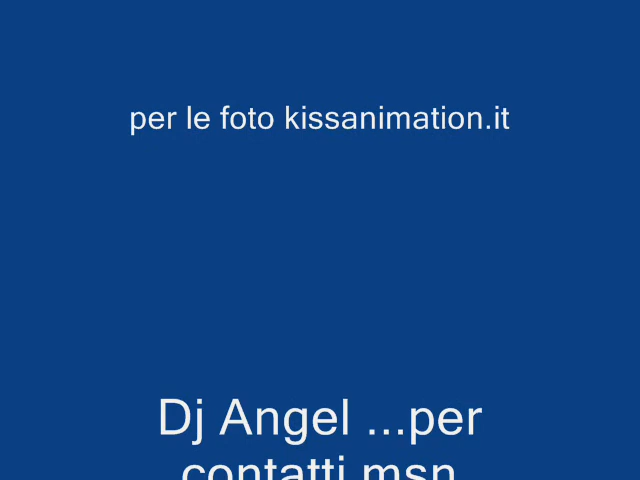 per le foto kissanimation.it
Dj Angel ...per
contatti msn